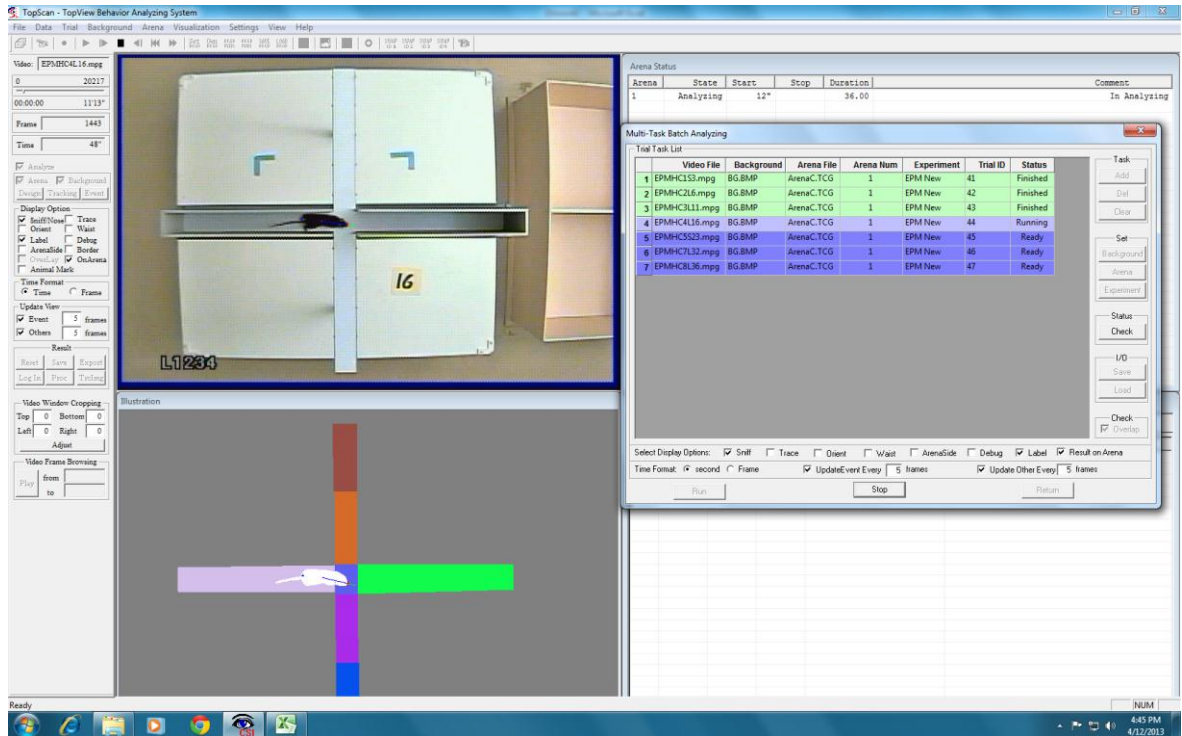 TopScan - TopView Behavior Analyzing System
File Data Trial Background Arena Visualization Settings View Help
Video: EPMHC4L16.mpg
0 20217
00:00:00 11'13"
Frame 1443
Time 48"
Analyze
Arena Background
Design Tracking Event
Display Option
Sniff/Nose Trace
Orient Waist
Label Debug
ArenaSide Border
OverLay OnArena
Animal Mark
Time Format
Time Frame
Update View
Event 5 frames
Others 5 frames
Result
Reset Save Export
Log In Proc
Video Window Cropping
Top 0 Bottom 0
Left 0 Right 0
Adjust
Video Frame Browsing
Play from
to
16
L1234
Illustration
Arena Status
Arena State Start Stop Duration Comment
1 Analyzing 12" 36.00 In Analyzing
Multi-Task Batch Analyzing
Trial Task List
Video File Background Arena File Arena Num Experiment Trial ID Status
1 EPMHC1S3.mpg BG.BMP ArenaC.TCG 1 EPM New 41 Finished
2 EPMHC2L6.mpg BG.BMP ArenaC.TCG 1 EPM New 42 Finished
3 EPMHC3L11.mpg BG.BMP ArenaC.TCG 1 EPM New 43 Finished
4 EPMHC4L16.mpg BG.BMP ArenaC.TCG 1 EPM New 44 Running
5 EPMHC5S23.mpg BG.BMP ArenaC.TCG 1 EPM New 45 Ready
6 EPMHC7L32.mpg BG.BMP ArenaC.TCG 1 EPM New 46 Ready
7 EPMHC8L36.mpg BG.BMP ArenaC.TCG 1 EPM New 47 Ready
Task
Add
Del
Clear
Set
Background
Arena
Experiment
Status
Check
I/O
Save
Load
Check
Overlap
Select Display Options: Sniff Trace Orient Waist ArenaSide Debug Label Result on Arena
Time Format: second Frame UpdateEvent Every 5 frames Update Other Every 5 frames
Run Stop Return
Ready NUM
CSI
4:45 PM
4/12/2013